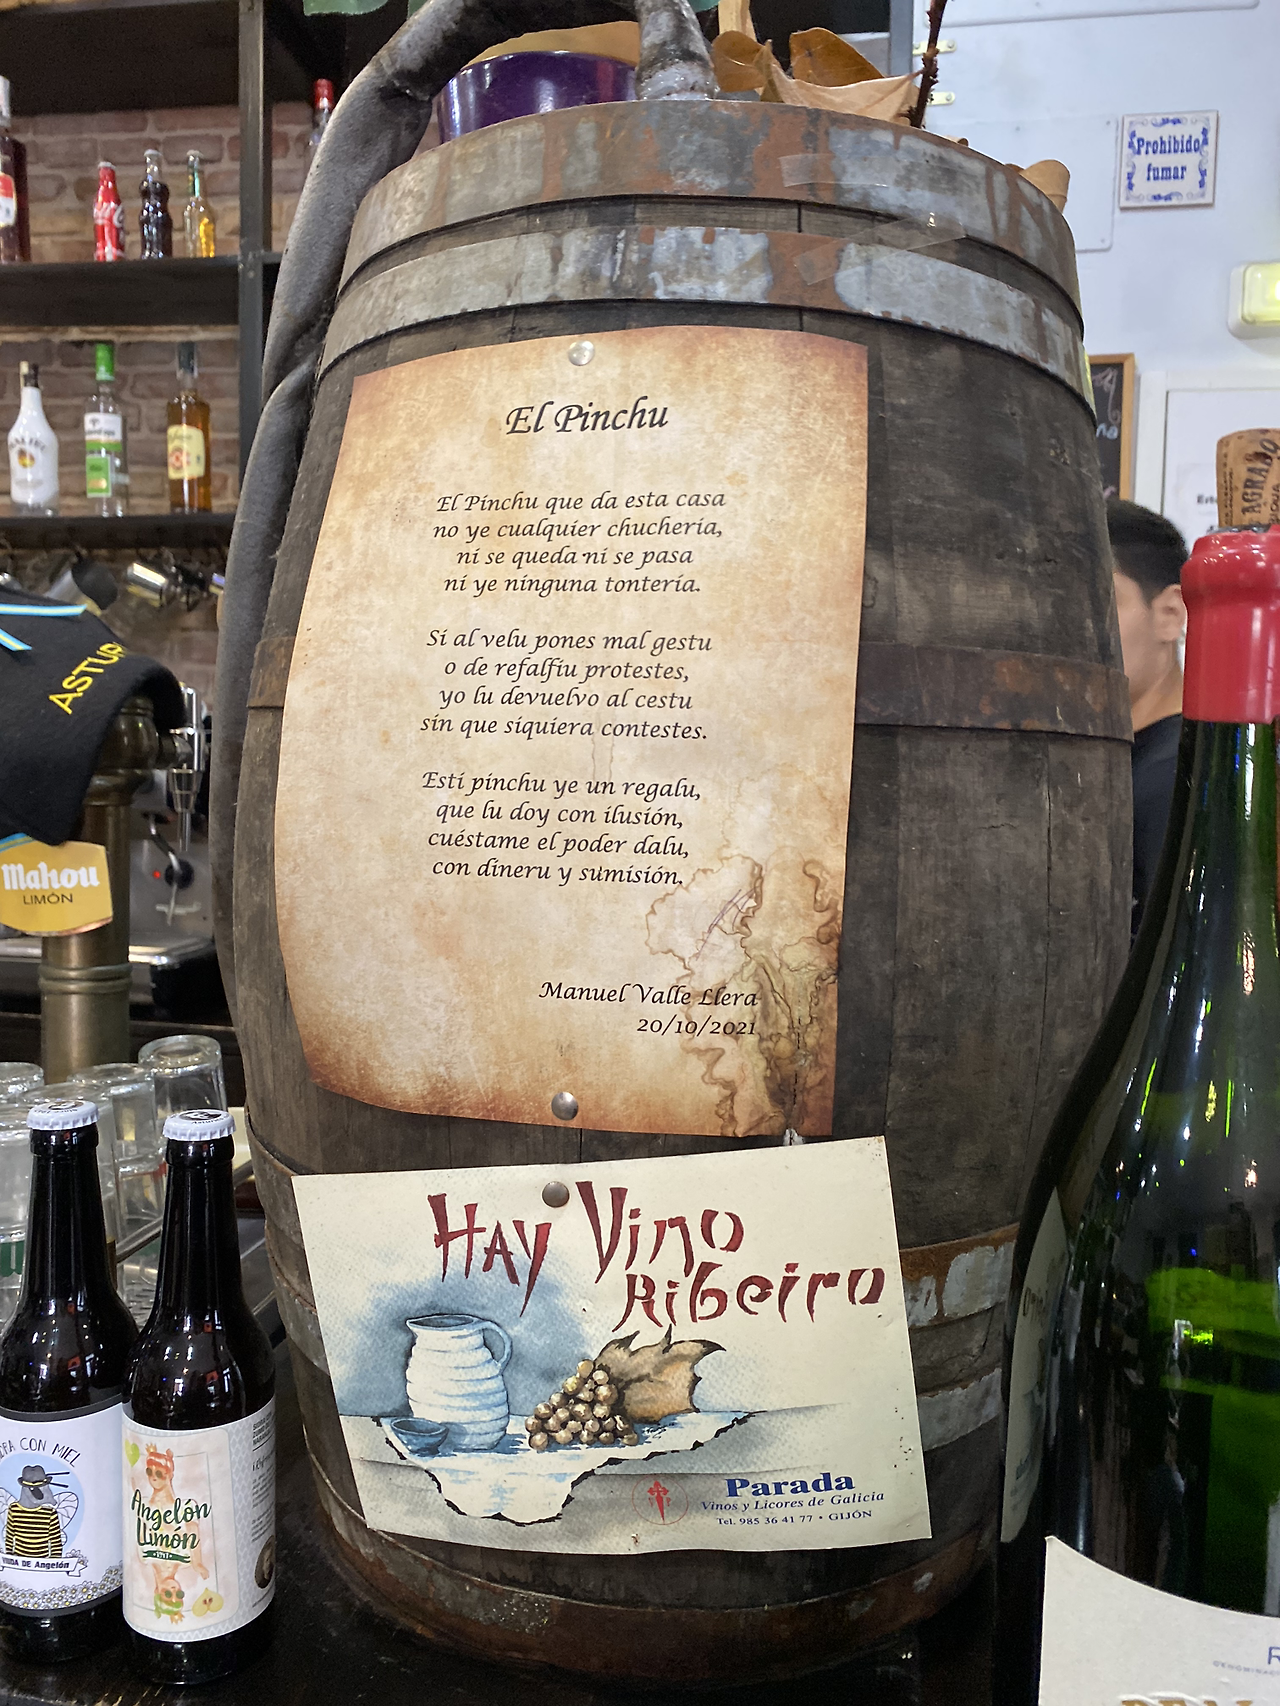 Prohibido
fumar
El Pinchu
El Pinchu que da esta casa
no ye cualquier chuchería,
ni se queda ni se pasa
ni ye ninguna tontería.
Si al velu pones mal gestu
o de refalfiu protestes,
yo lu devuelvo al cestu
sin que siquiera contestes.
Esti pinchu ye un regalu,
que lu doy con ilusión,
cuéstame el poder dalu,
con dineru y sumisión.
Manuel Valle Llera
20/10/2021
HAY Vino
Ribeiro
Parada
Vinos y Licores de Galicia
Tel. 985 36 41 77 • GIJÓN
ASTUR
Mahou
LIMÓN
CON MIEL
VIUDA DE Angelón
Angelón
LLimón
AGRAD